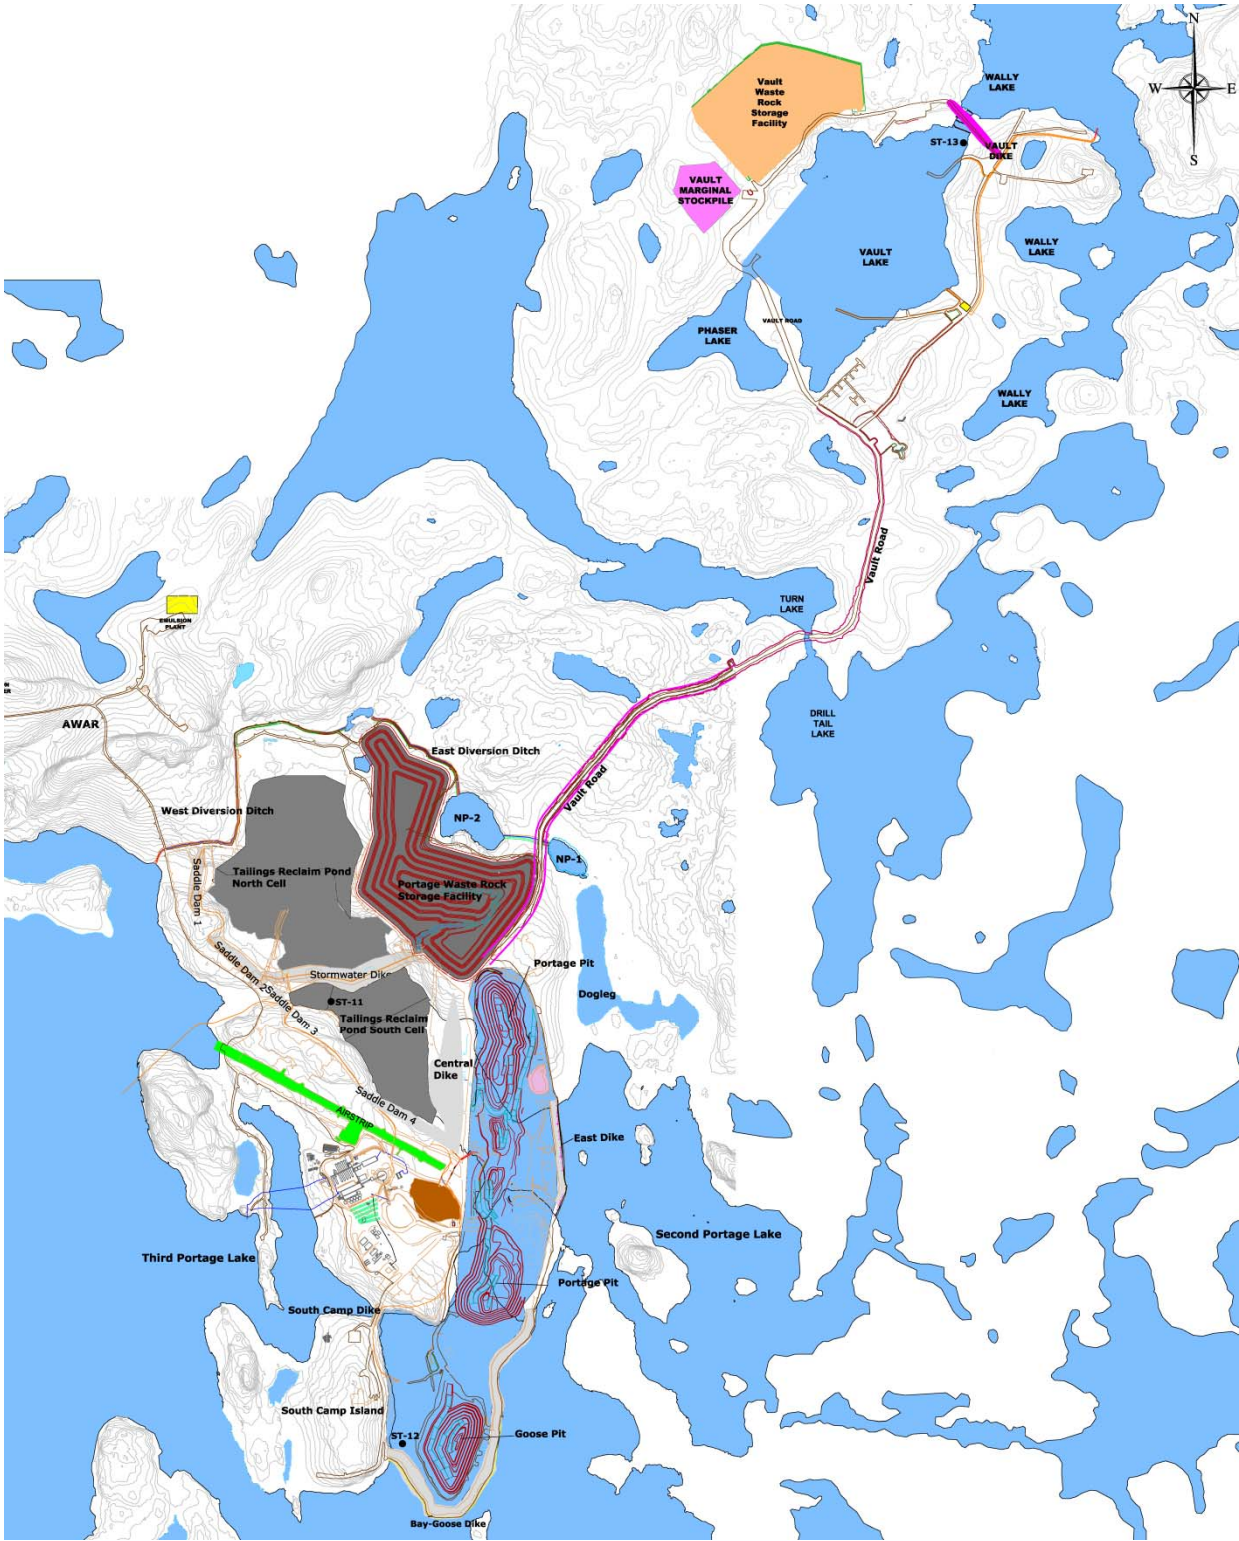 N
W
E
S
WALLY
LAKE
Vault
Waste
Rock
Storage
Facility
ST-13
VAULT
DIKE
VAULT
MARGINAL
STOCKPILE
WALLY
LAKE
VAULT
LAKE
VAULT ROAD
PHASER
LAKE
WALLY
LAKE
Vault Road
TURN
LAKE
EMULSION
PLANT
ER
AWAR
DRILL
TAIL
LAKE
East Diversion Ditch
Vault Road
West Diversion Ditch
NP-2
NP-1
Saddle Dam 1
Tailings Reclaim Pond
North Cell
Portage Waste Rock
Storage Facility
Saddle Dam 2
Stormwater Dike
Portage Pit
Dogleg
Saddle Dam 3
ST-11
Tailings Reclaim
Pond South Cell
Central
Dike
Saddle Dam 4
AIRSTRIP
East Dike
Second Portage Lake
Third Portage Lake
Portage Pit
South Camp Dike
South Camp Island
ST-12
Goose Pit
Bay-Goose Dike